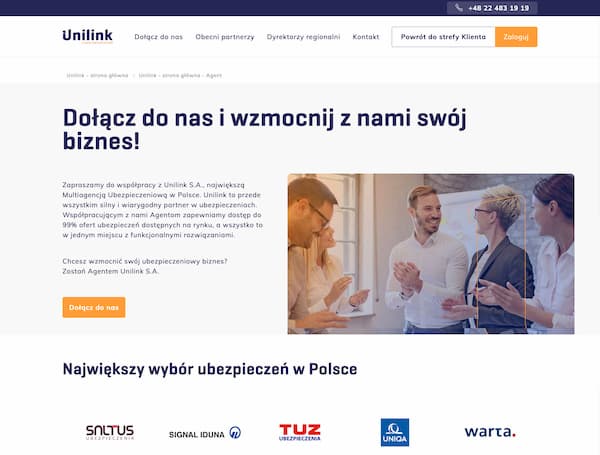 +48 22 483 19 19
Unilink
Dołącz do nas
Obecni partnerzy
Dyrektorzy regionalni
Kontakt
Powrót do strefy Klienta
Zaloguj
Unilink - strona główna
Unilink - strona główna - Agent
Dołącz do nas i wzmocnij z nami swój
biznes!
Zapraszamy do współpracy z Unilink S.A., największą
Multiagencją Ubezpieczeniową w Polsce. Unilink to przede
wszystkim silny i wiarygodny partner w ubezpieczeniach.
Współpracującym z nami Agentom zapewniamy dostęp do
99% ofert ubezpieczeń dostępnych na rynku, a wszystko to
w jednym miejscu z funkcjonalnymi rozwiązaniami.
Chcesz wzmocnić swój ubezpieczeniowy biznes?
Zostań Agentem Unilink S.A.
Dołącz do nas
Największy wybór ubezpieczeń w Polsce
SALTUS
UBEZPIECZENIA
SIGNAL IDUNA
TUZ
UBEZPIECZENIA
UNIQA
warta.